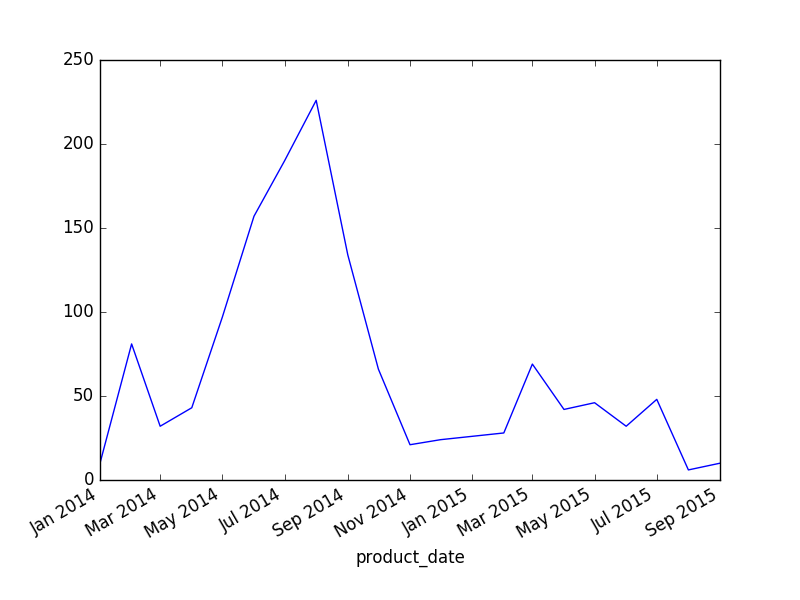 250
200
150
100
50
0
Jan 2014
Mar 2014
May 2014
Jul 2014
Sep 2014
Nov 2014
Jan 2015
Mar 2015
May 2015
Jul 2015
Sep 2015
product_date